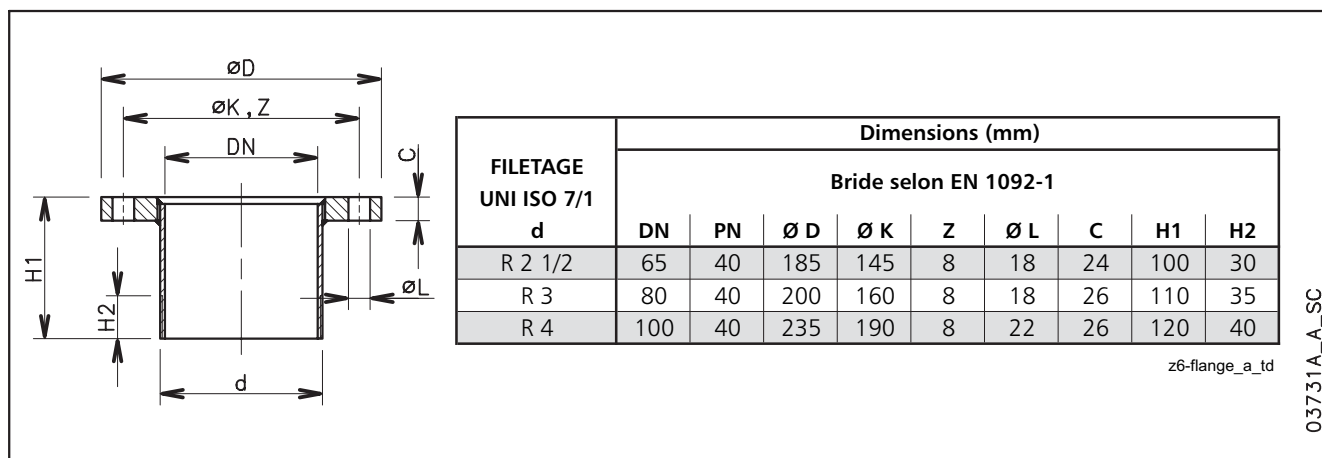 øD
øK , Z
DN
C
H1
H2
øL
d
FILETAGE
UNI ISO 7/1
d
Dimensions (mm)
Bride selon EN 1092-1
DN PN Ø D Ø K Z Ø L C H1 H2
R 2 1/2 65 40 185 145 8 18 24 100 30
R 3 80 40 200 160 8 18 26 110 35
R 4 100 40 235 190 8 22 26 120 40
z6-flange_a_td
03731A_A_SC